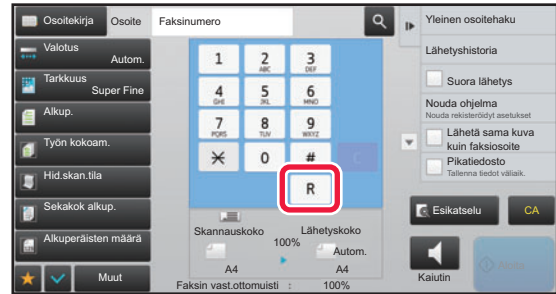 Osoitekirja
Osoite
Faksinumero
Valotus
Autom.
Tarkkuus
Super Fine
Alkup.
Työn kokoam.
Hid.skan.tila
Sekakok alkup.
Alkuperäisten määrä
Muut
1
2
ABC
3
DEF
4
GHI
5
JKL
6
MNO
7
PQRS
8
TUV
9
WXYZ
0
#
C
R
Skannauskoko
Lähetyskoko
100%
Autom.
A4
A4
Faksin vast.ottomuisti : 100%
Yleinen osoitehaku
Lähetyshistoria
Suora lähetys
Nouda ohjelma
Nouda rekisteröidyt asetukset
Lähetä sama kuva
kuin faksiosoite
Pikatiedosto
Tallenna tiedot väliaik.
Esikatselu
CA
Kaiutin
Aloita